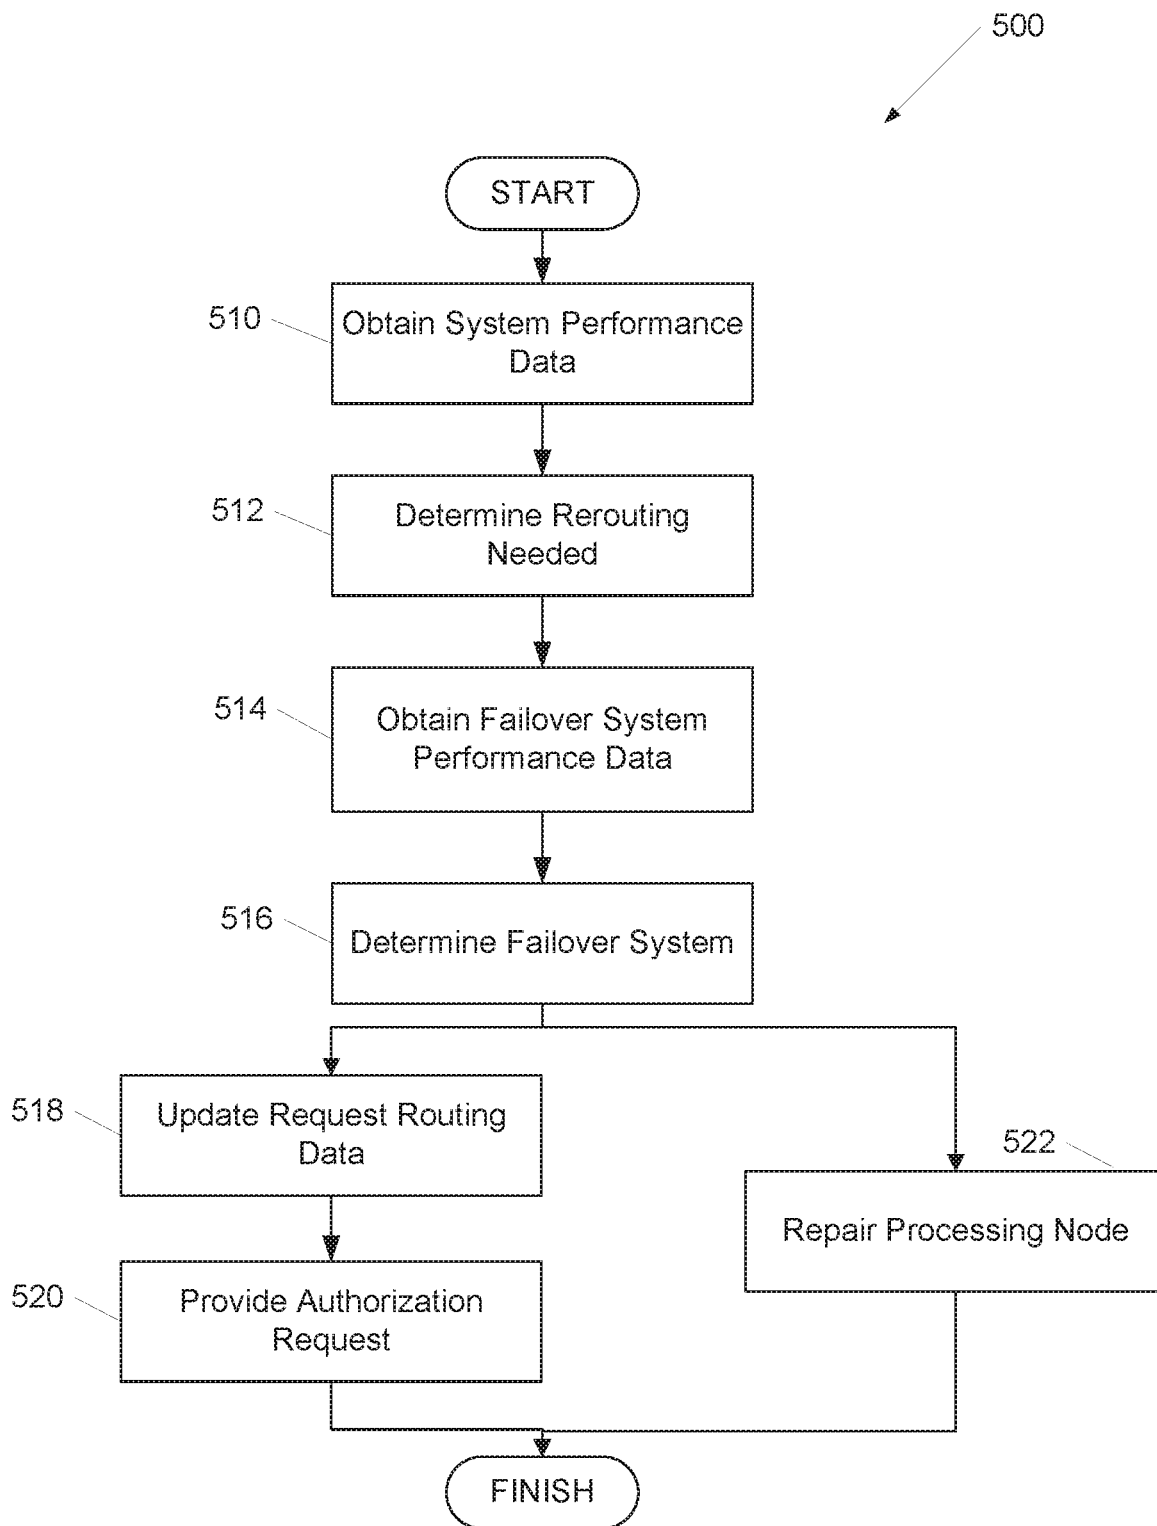 500
START
510
Obtain System Performance
Data
512
Determine Rerouting
Needed
514
Obtain Failover System
Performance Data
516
Determine Failover System
518
Update Request Routing
Data
522
Repair Processing Node
520
Provide Authorization
Request
FINISH